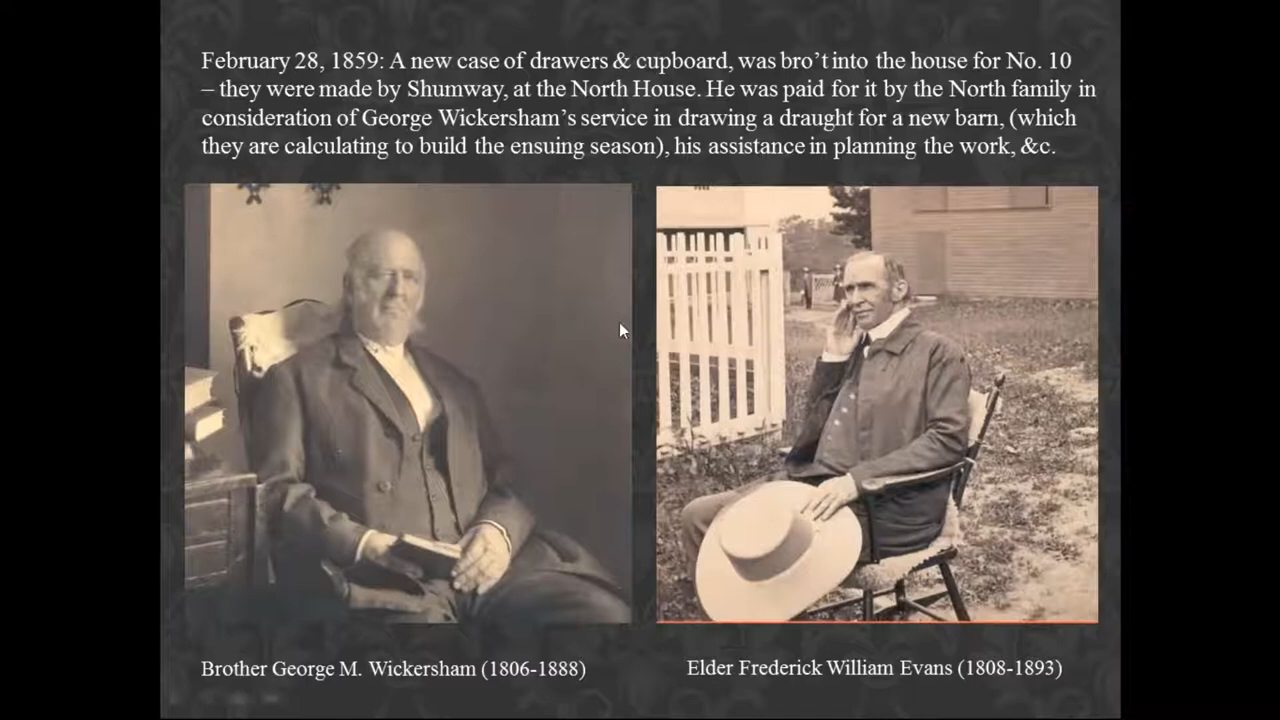 February 28, 1859: A new case of drawers & cupboard, was bro’t into the house for No. 10
– they were made by Shumway, at the North House. He was paid for it by the North family in
consideration of George Wickersham’s service in drawing a draught for a new barn, (which
they are calculating to build the ensuing season), his assistance in planning the work, &c.
Brother George M. Wickersham (1806-1888)
Elder Frederick William Evans (1808-1893)